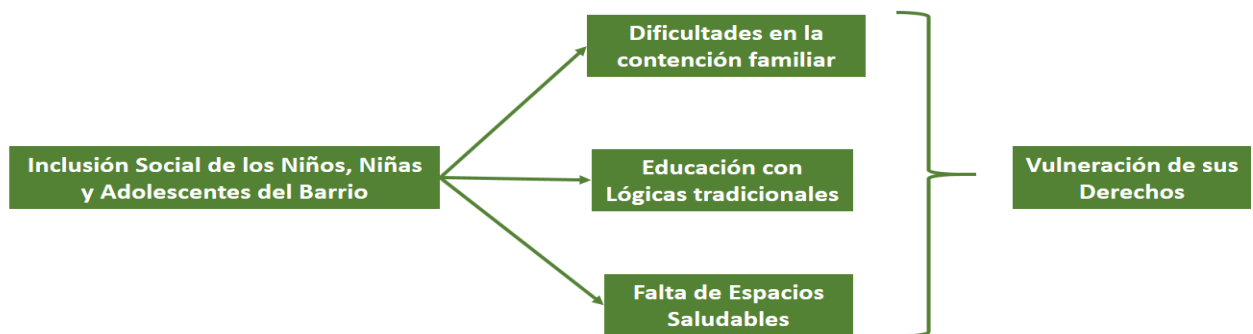 Inclusión Social de los Niños, Niñas
y Adolescentes del Barrio
Dificultades en la
contención familiar
Educación con
Lógicas tradicionales
Falta de Espacios
Saludables
Vulneración de sus
Derechos